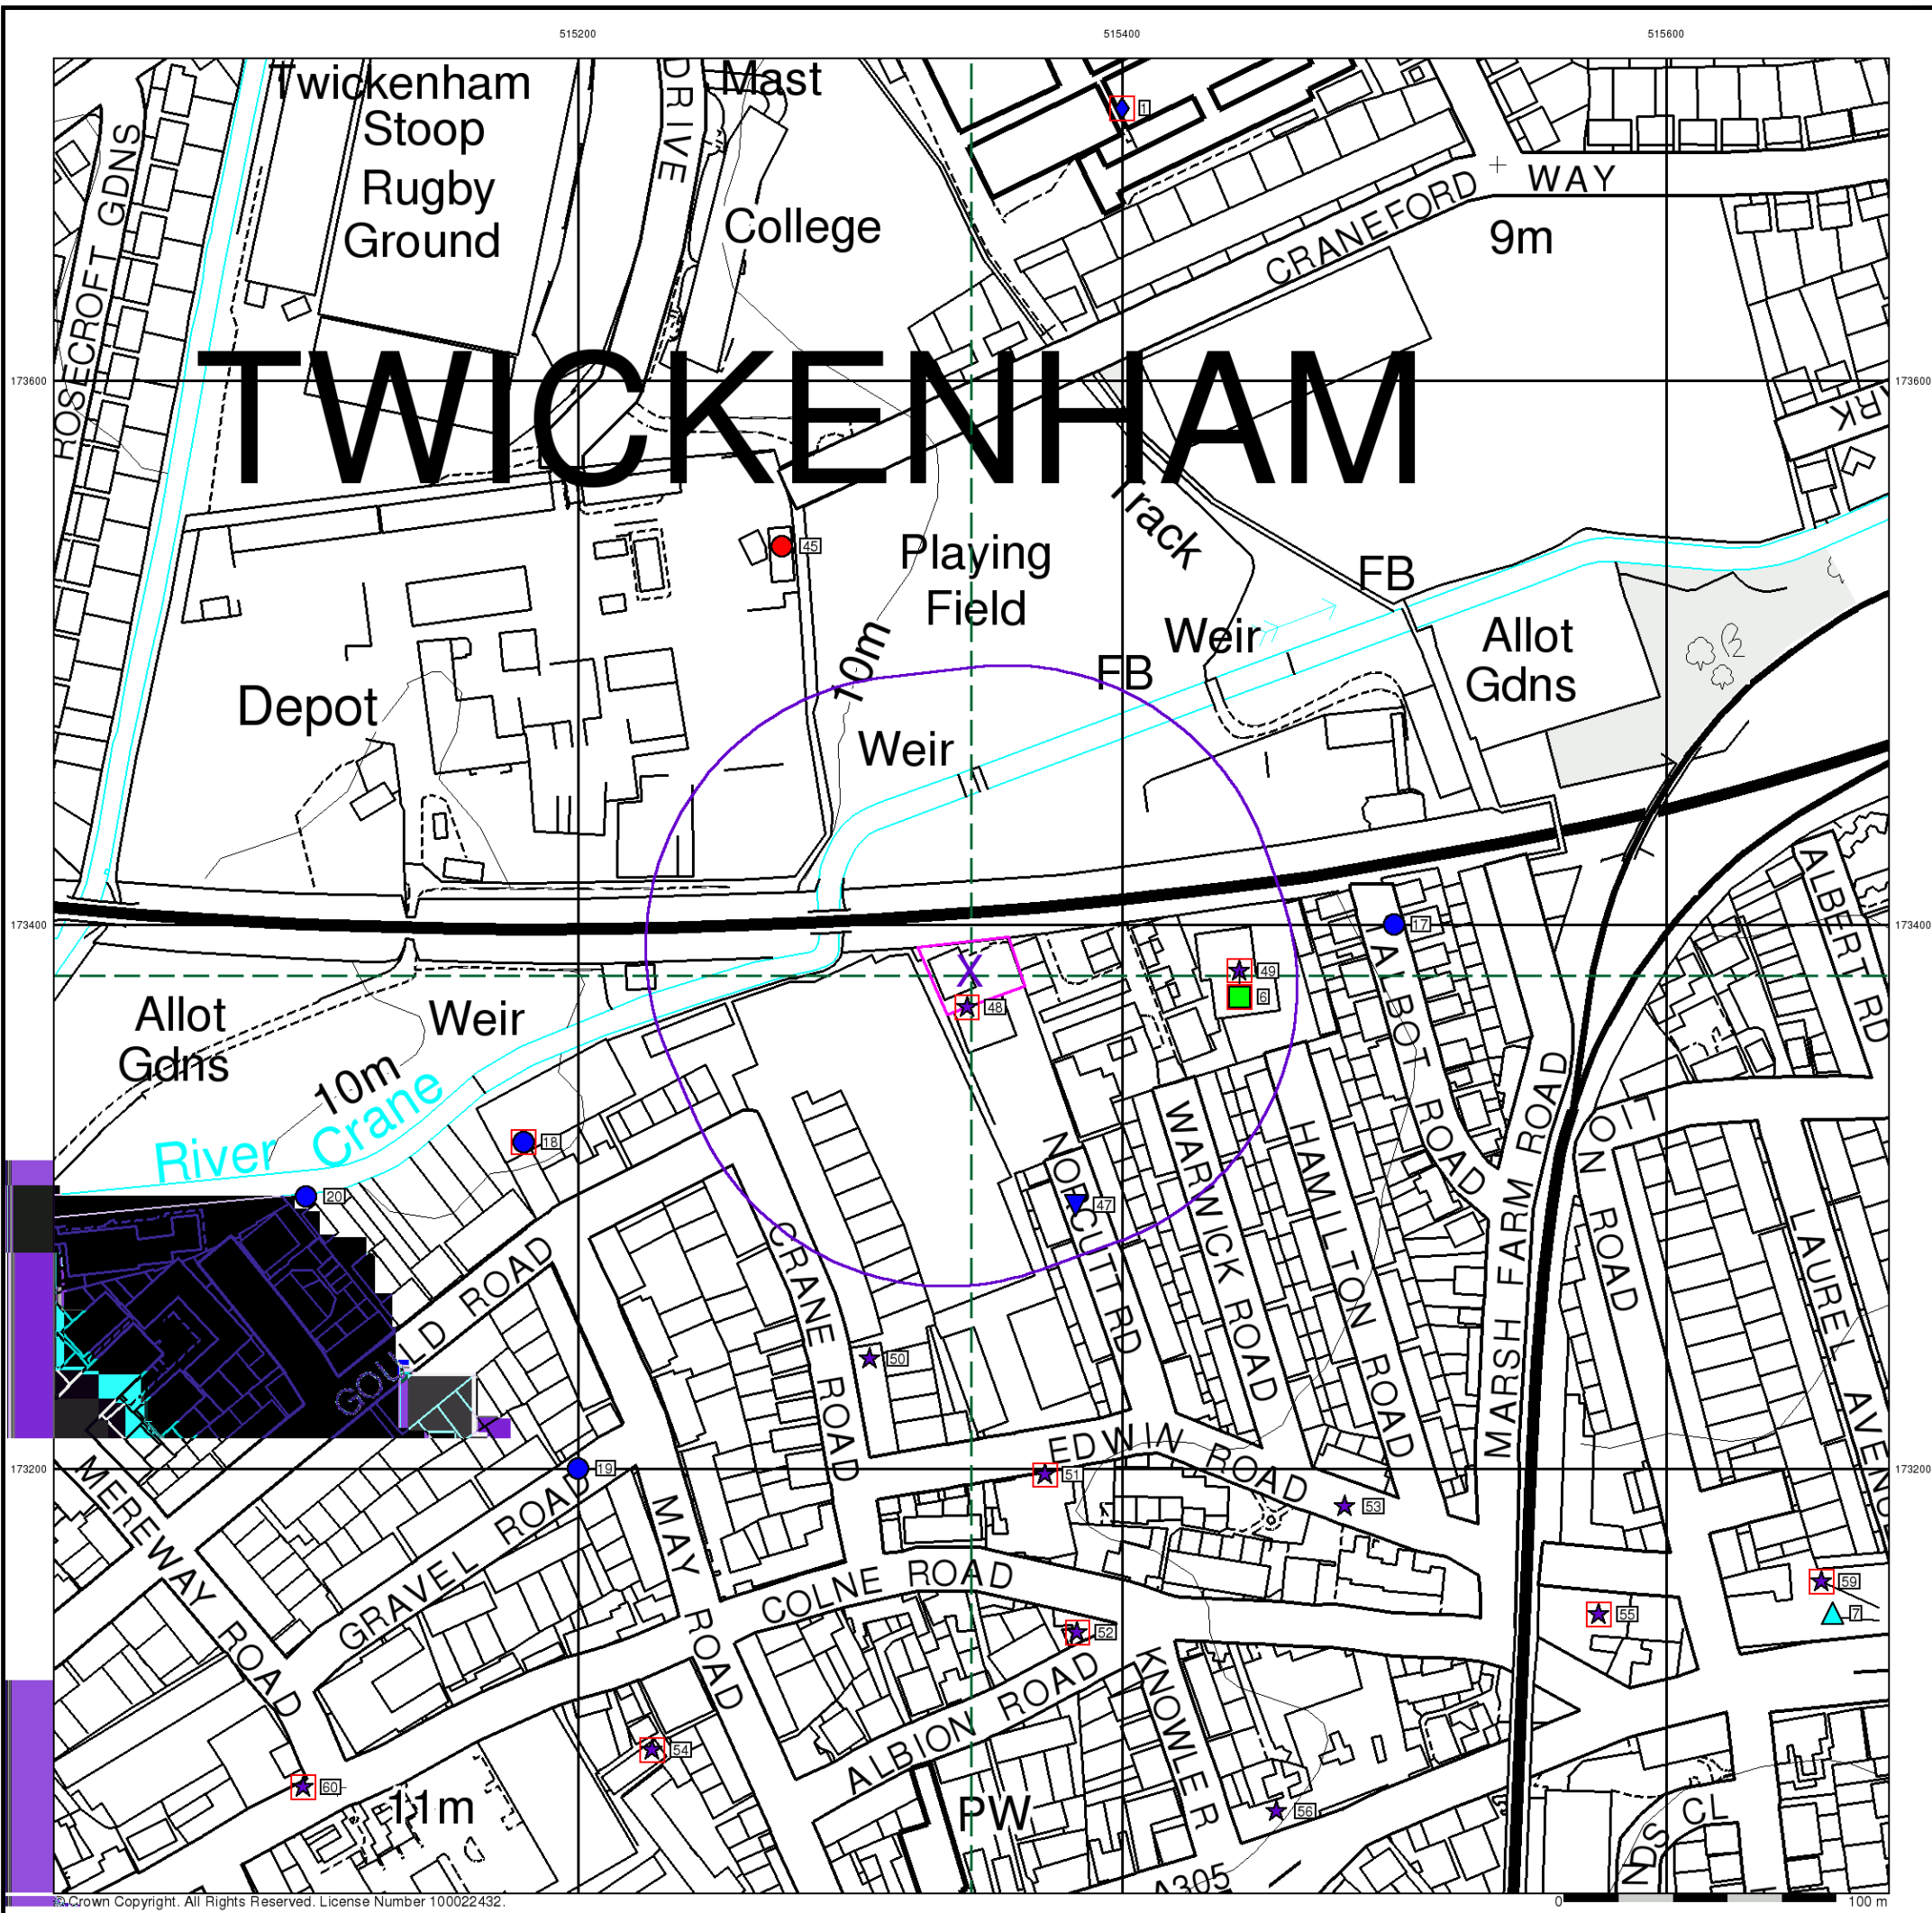 515200
515400
515600
Twickenham
Stoop
Rugby
Ground
DRIVE
Mast
College
1
WAY
CRANEFORD
9m
ROSECROFT GDNS
173600
173600
TWICKENHAM
Track
45
Playing
Field
FB
10m
Weir
Allot
Gdns
FB
Depot
Weir
ALBERT RD
173400
17
173400
X
49
6
48
TALBOT ROAD
Allot
Gdns
Weir
10m
River Crane
18
20
47
NORCUTT RD
WARWICK ROAD
HAMILTON ROAD
MARSH FARM ROAD
LION ROAD
LAUREL AVENU
CRANE ROAD
GOULD ROAD
50
EDWIN ROAD
173200
19
51
53
173200
MEREWAY ROAD
GRAVEL ROAD
MAY ROAD
COLNE ROAD
59
7
55
52
ALBION ROAD
KNOWLE R
54
60
11m
PW
56
NDS CL
A305
© Crown Copyright. All Rights Reserved. License Number 100022432.
0
100 m